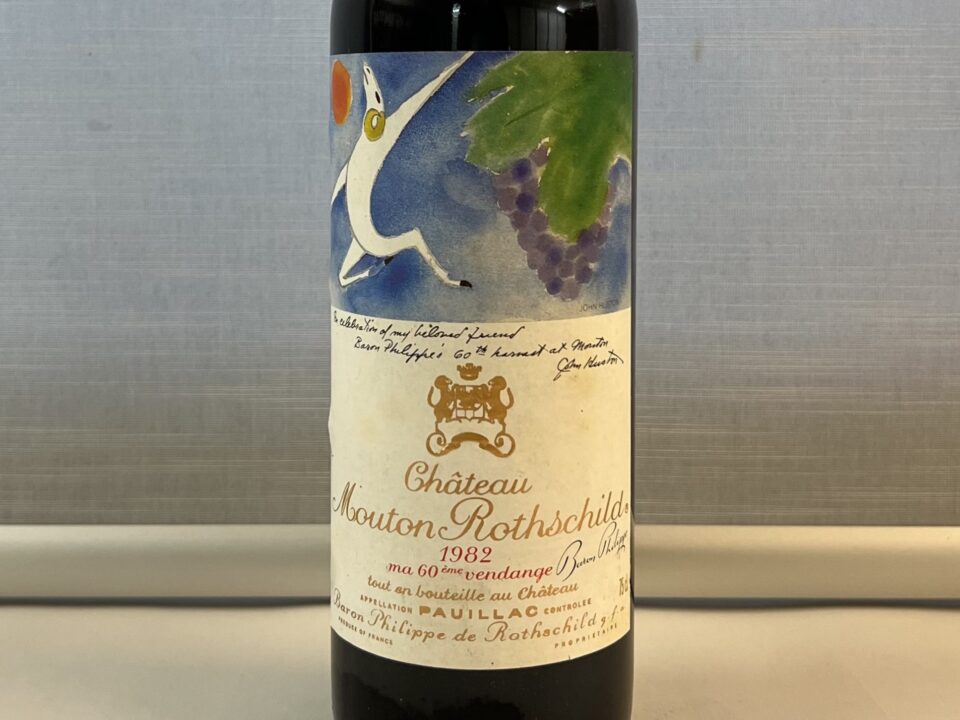 JOHN HUSTON
In celebration of my beloved friend
Baron Philippe's 60th harvest at Mouton
John Huston
Château
Mouton Rothschild
1982
ma 60ème vendange
Baron Philippe
tout en bouteille au Château
75cl
APPELLATION PAUILLAC CONTROLEE
Baron Philippe de Rothschild g.f.a
PRODUCE OF FRANCE
PROPRIETAIRE